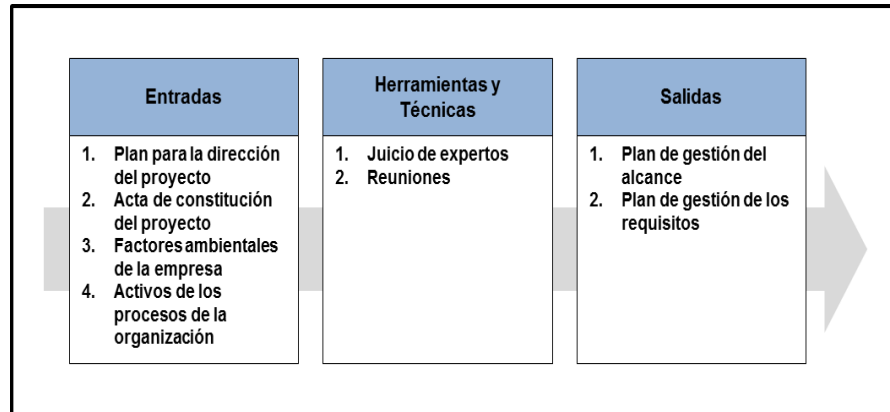 Entradas
1. Plan para la dirección
del proyecto
2. Acta de constitución
del proyecto
3. Factores ambientales
de la empresa
4. Activos de los
procesos de la
organización
Herramientas y
Técnicas
1. Juicio de expertos
2. Reuniones
Salidas
1. Plan de gestión del
alcance
2. Plan de gestión de los
requisitos